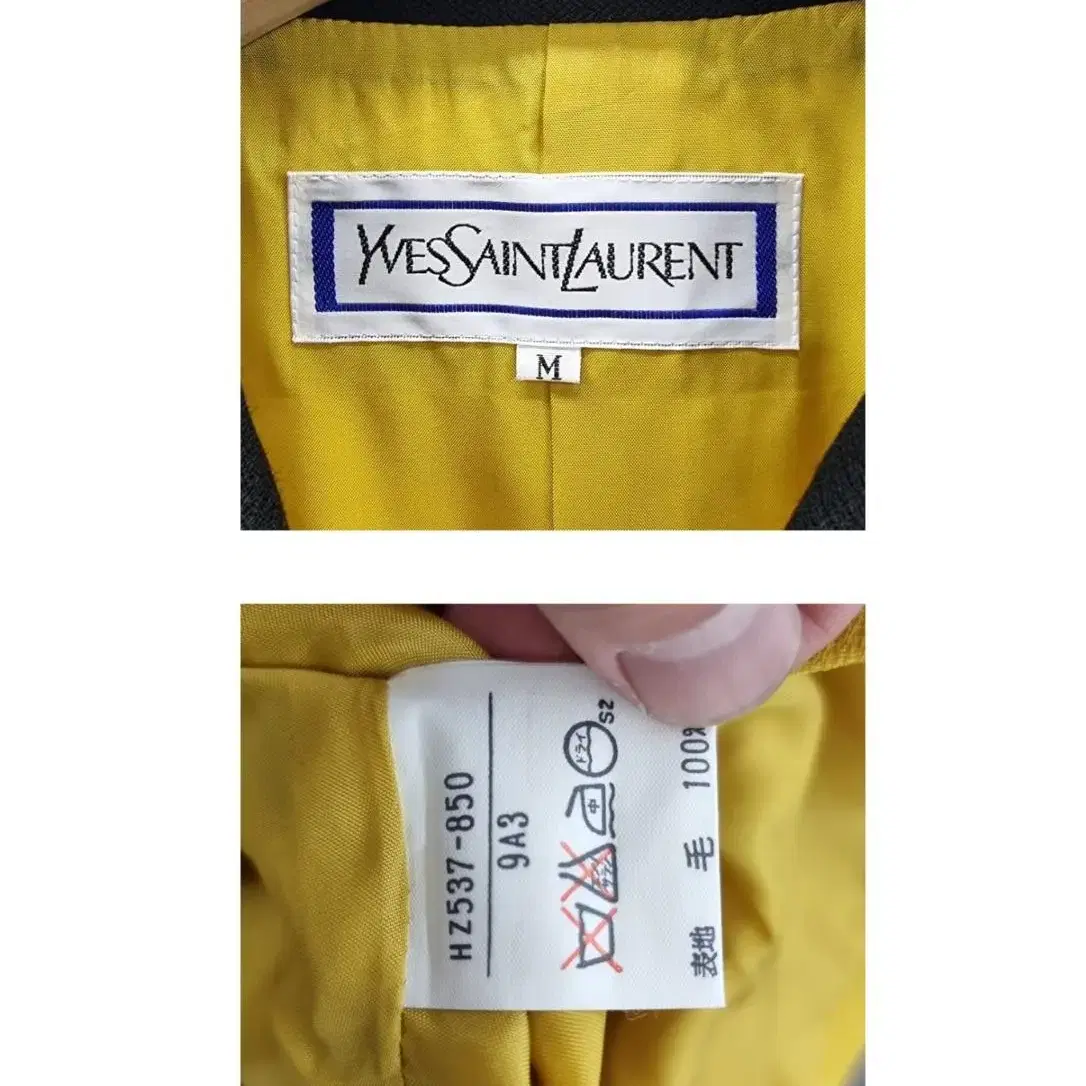 YVESSAINTLAURENT
M
HZ537-850
9A3
ドライ
S2
中
表地 毛 100%